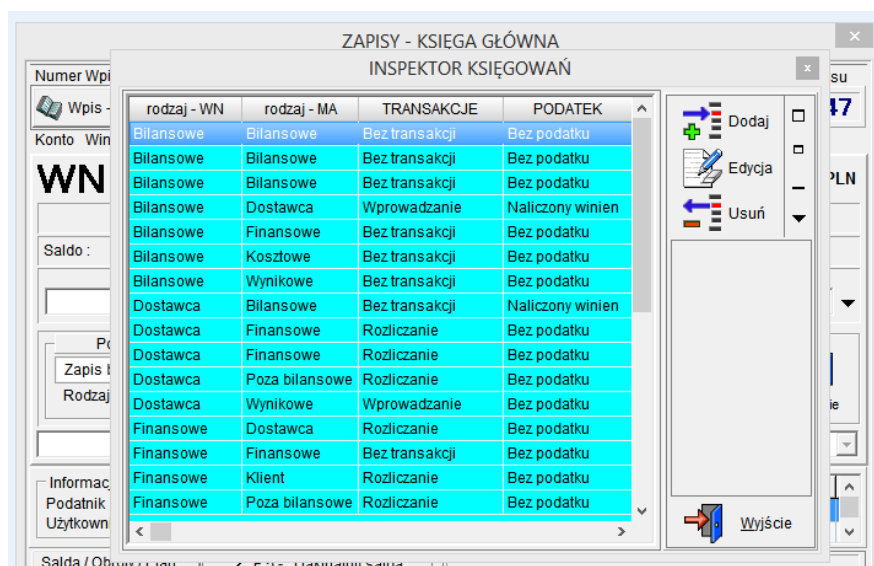 ZAPISY - KSIĘGA GŁÓWNA
INSPEKTOR KSIĘGOWAŃ
Numer Wpi
su
Wpis -
47
Konto Win
WN
PLN
Saldo :
Zapis
Rodzaj
ie
Informac
Podatnik
Użytkown
rodzaj - WN rodzaj - MA TRANSAKCJE PODATEK
Bilansowe Bilansowe Bez transakcji Bez podatku
Bilansowe Bilansowe Bez transakcji Bez podatku
Bilansowe Bilansowe Bez transakcji Bez podatku
Bilansowe Dostawca Wprowadzanie Naliczony winien
Bilansowe Finansowe Bez transakcji Bez podatku
Bilansowe Kosztowe Bez transakcji Bez podatku
Bilansowe Wynikowe Bez transakcji Bez podatku
Dostawca Bilansowe Bez transakcji Naliczony winien
Dostawca Finansowe Rozliczanie Bez podatku
Dostawca Finansowe Rozliczanie Bez podatku
Dostawca Poza bilansowe Rozliczanie Bez podatku
Dostawca Wynikowe Wprowadzanie Bez podatku
Finansowe Dostawca Rozliczanie Bez podatku
Finansowe Finansowe Bez transakcji Bez podatku
Finansowe Klient Rozliczanie Bez podatku
Finansowe Poza bilansowe Rozliczanie Bez podatku
Dodaj
Edycja
Usuń
Wyjście